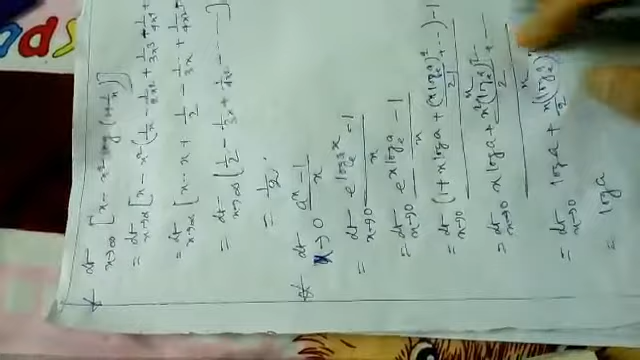 * lt x→∞ [x - x² log (1+1/x)]
= lt x→∞ [x - x² (1/x - 1/2x² + 1/3x³ - 1/4x⁴ +
= lt x→∞ [x - x + 1/2 - 1/3x + 1/4x² -
= lt x→∞ [1/2 - 1/3x + 1/4x² - ......]
= 1/2.
* lt x→0 (aˣ - 1)/x
= lt x→0 (e^(log_e aˣ) - 1)/x
= lt x→0 (e^(x log_e a) - 1)/x
= lt x→0 (1 + x log a + (x log a)²/2! + ...) - 1
= lt x→0 (x log a + x² (log a)²/2 + ...)/x
= lt x→0 log a + x (log a)²/2
= log a